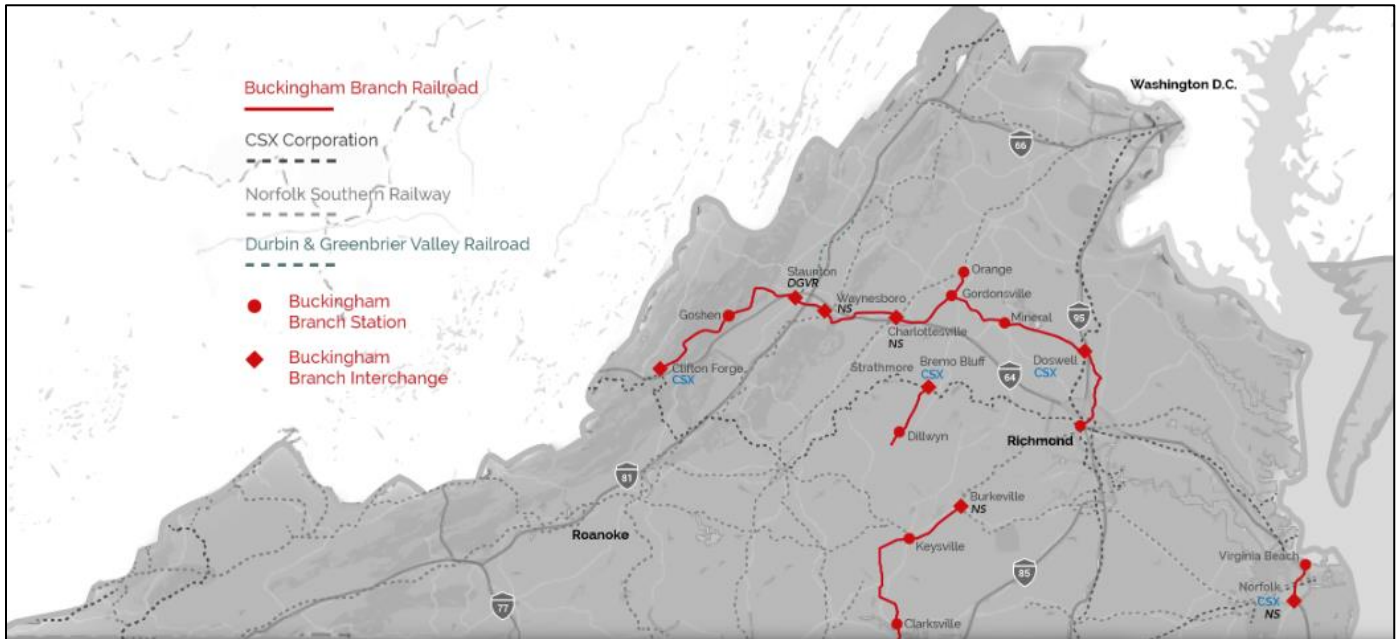 Buckingham Branch Railroad
CSX Corporation
Norfolk Southern Railway
Durbin & Greenbrier Valley Railroad
Buckingham
Branch Station
Buckingham
Branch Interchange
Washington D.C.
66
Orange
Staunton
DGVR
Waynesboro
NS
Gordonsville
Goshen
Mineral
95
Charlottesville
NS
Doswell
CSX
Strathmore
Bremo Bluff
CSX
Clifton Forge
CSX
64
Dillwyn
Richmond
81
Burkeville
NS
Roanoke
Keysville
Virginia Beach
85
Norfolk
CSX
NS
77
Clarksville